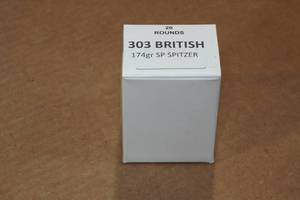 20
ROUNDS
303 BRITISH
174gr SP SPITZER